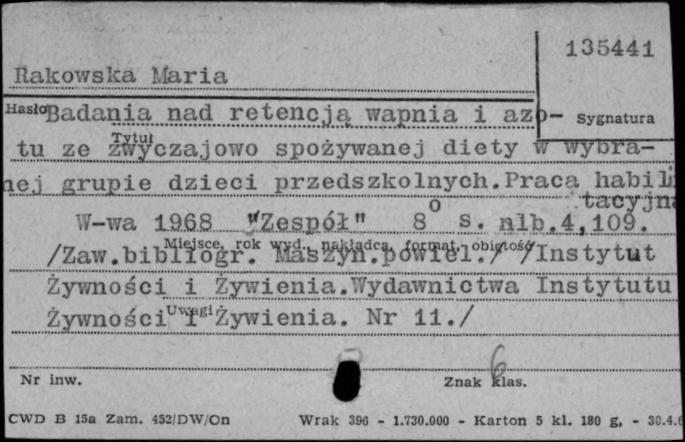 135441
Rakowska Maria
Hasło Badania nad retencją wapnia i azo-
Sygnatura
Tytuł
tu ze zwyczajowo spożywanej diety w wybra-
nej grupie dzieci przedszkolnych. Praca habili
tacyjna
W-wa 1968 "Zespół" 8° s. nlb.4,109.
Miejsce, rok wyd., nakładca, format, objętość
/Zaw.bibliogr. Maszyn.powiel./ /Instytut
Żywności i Żywienia.Wydawnictwa Instytutu
Uwagi
Żywności i Żywienia. Nr 11./
6
Nr inw.
Znak klas.
CWD B 15a Zam. 452/DW/On
Wrak 396 - 1.730.000 - Karton 5 kl. 180 g, - 30.4.6